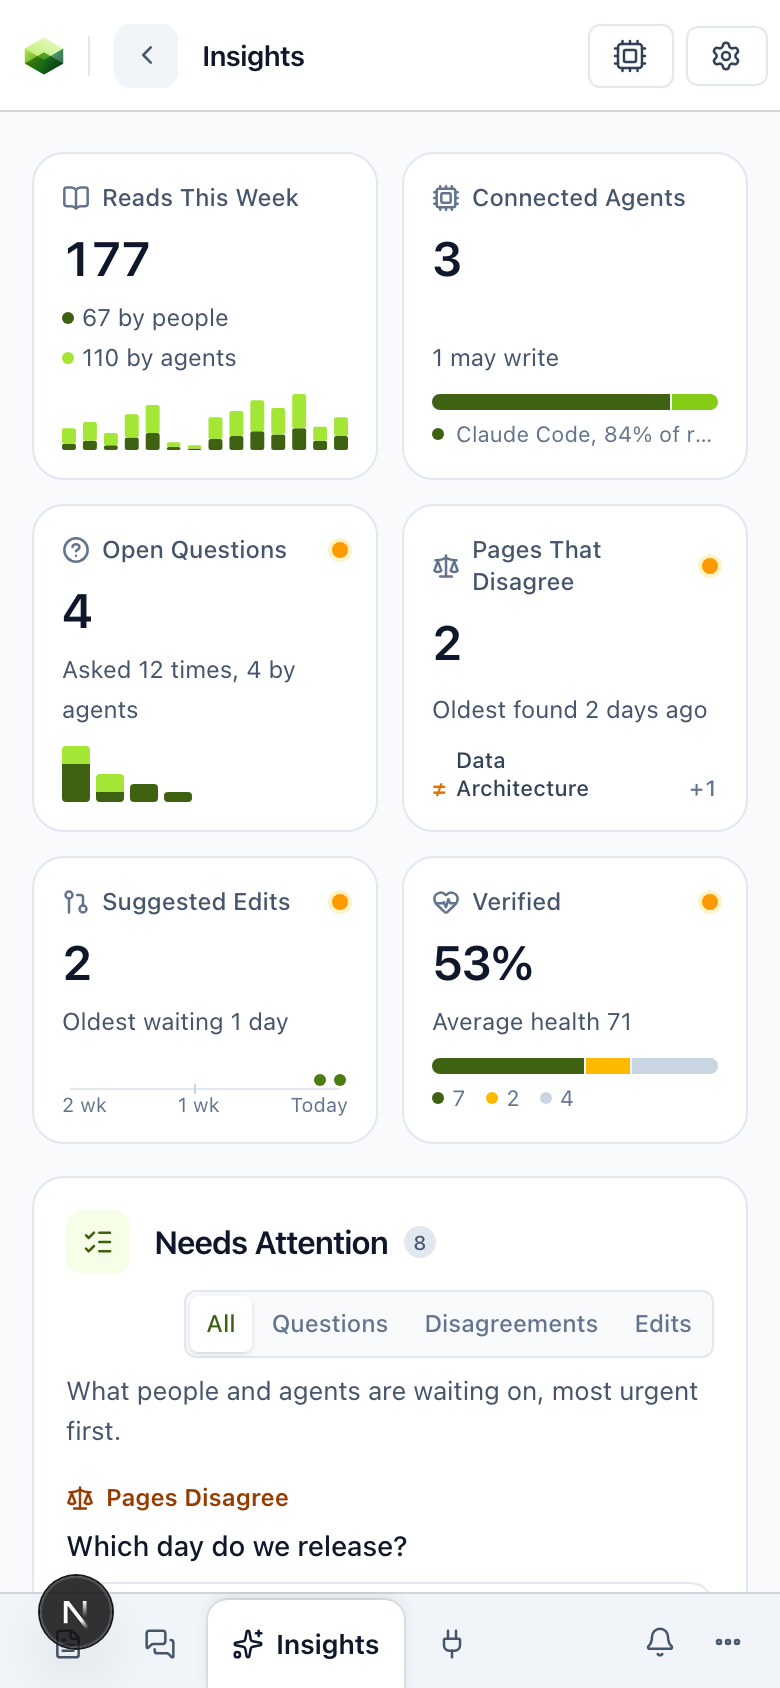 Insights
Reads This Week
177
67 by people
110 by agents
Connected Agents
3
1 may write
Claude Code, 84% of r...
Open Questions
4
Asked 12 times, 4 by
agents
Pages That
Disagree
2
Oldest found 2 days ago
Data
≠ Architecture +1
Suggested Edits
2
Oldest waiting 1 day
2 wk 1 wk Today
Verified
53%
Average health 71
7 2 4
Needs Attention 8
All Questions Disagreements Edits
What people and agents are waiting on, most urgent
first.
Pages Disagree
Which day do we release?
N
Insights